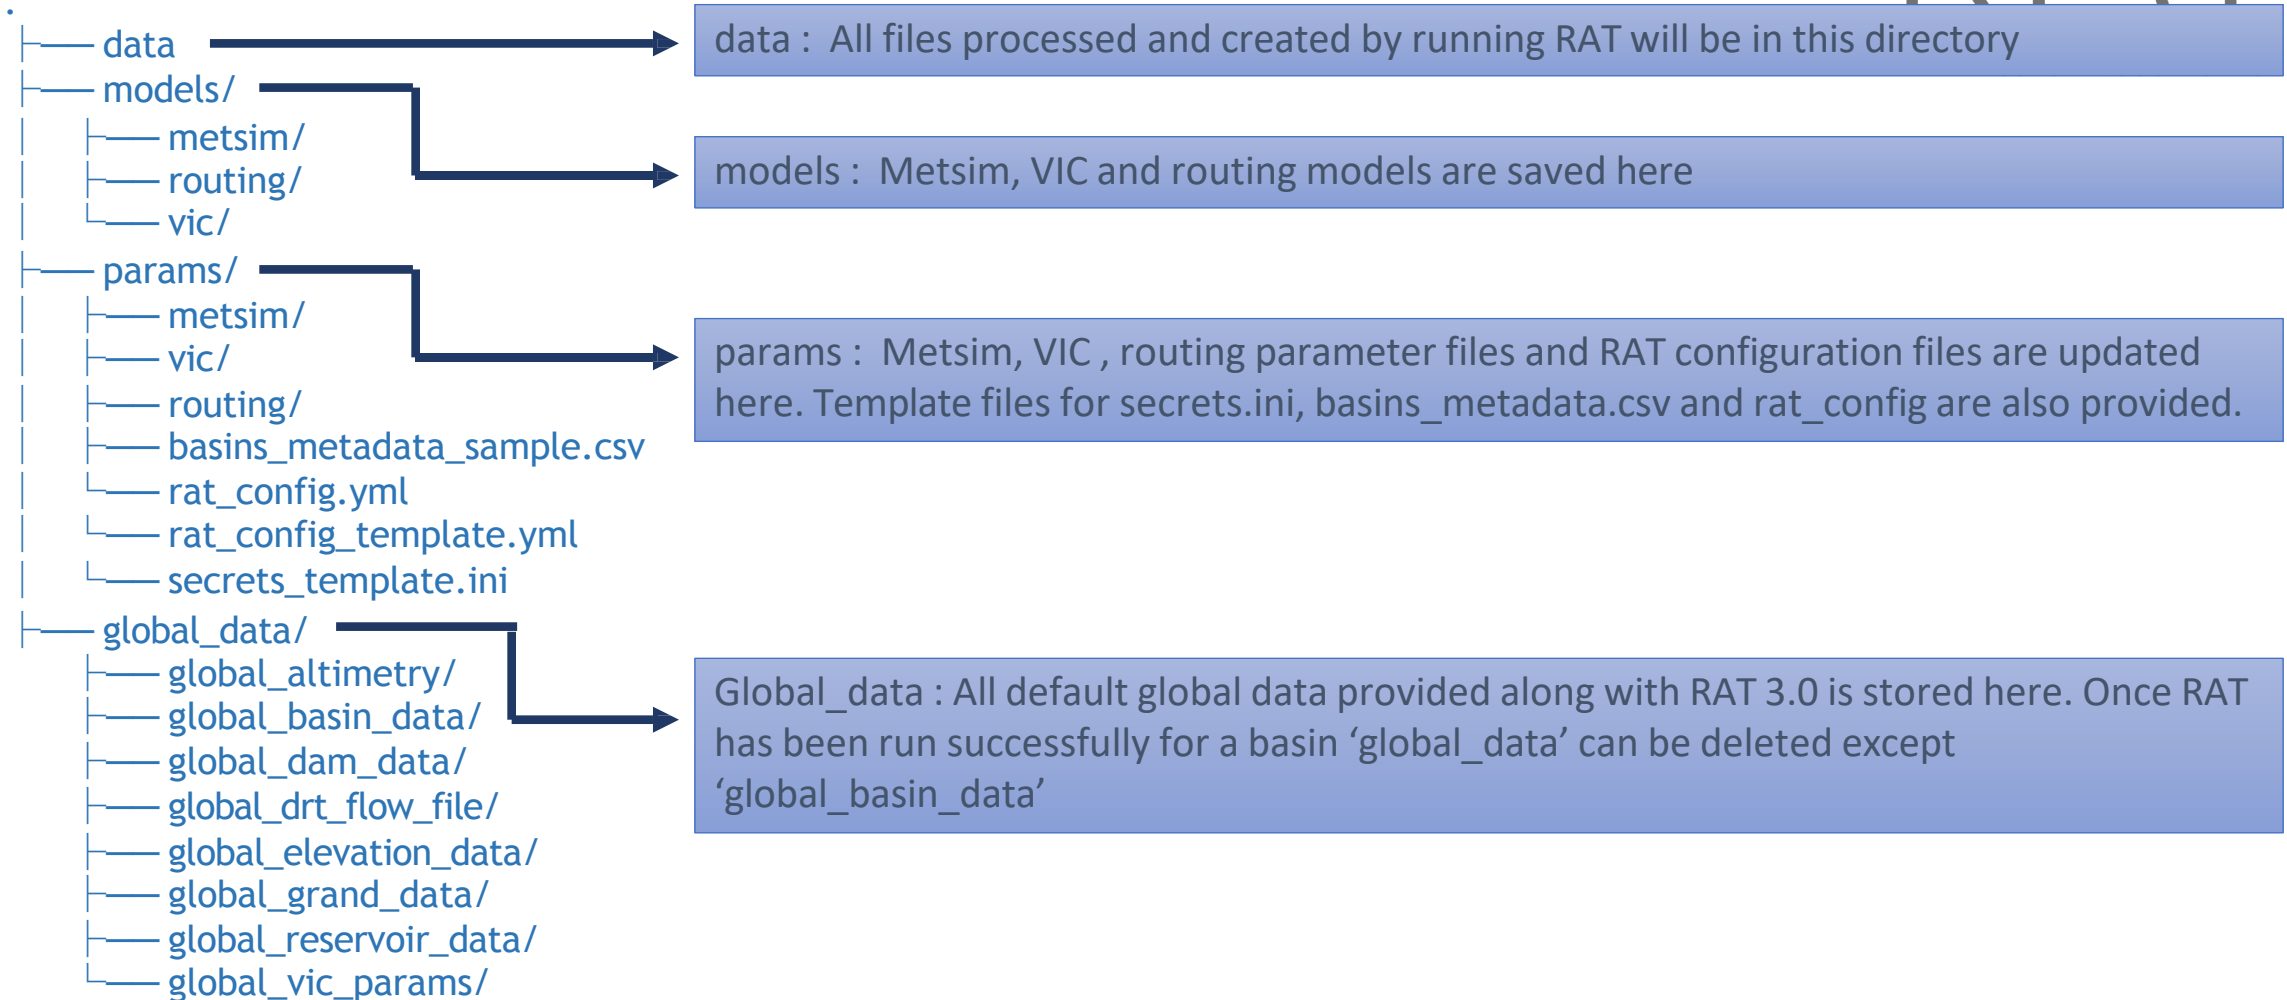 .
data
data :  All files processed and created by running RAT will be in this directory
models/
metsim/
models :  Metsim, VIC and routing models are saved here
routing/
vic/
params/
metsim/
params :  Metsim, VIC , routing parameter files and RAT configuration files are updated
here. Template files for secrets.ini, basins_metadata.csv and rat_config are also provided.
vic/
routing/
basins_metadata_sample.csv
rat_config.yml
rat_config_template.yml
secrets_template.ini
global_data/
global_altimetry/
Global_data : All default global data provided along with RAT 3.0 is stored here. Once RAT
has been run successfully for a basin ‘global_data’ can be deleted except
‘global_basin_data’
global_basin_data/
global_dam_data/
global_drt_flow_file/
global_elevation_data/
global_grand_data/
global_reservoir_data/
global_vic_params/